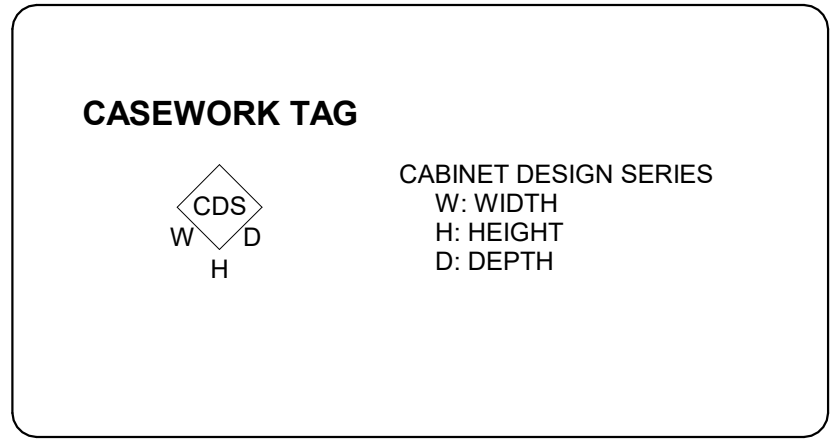 CASEWORK TAG
CDS
W D
H
CABINET DESIGN SERIES
W: WIDTH
H: HEIGHT
D: DEPTH